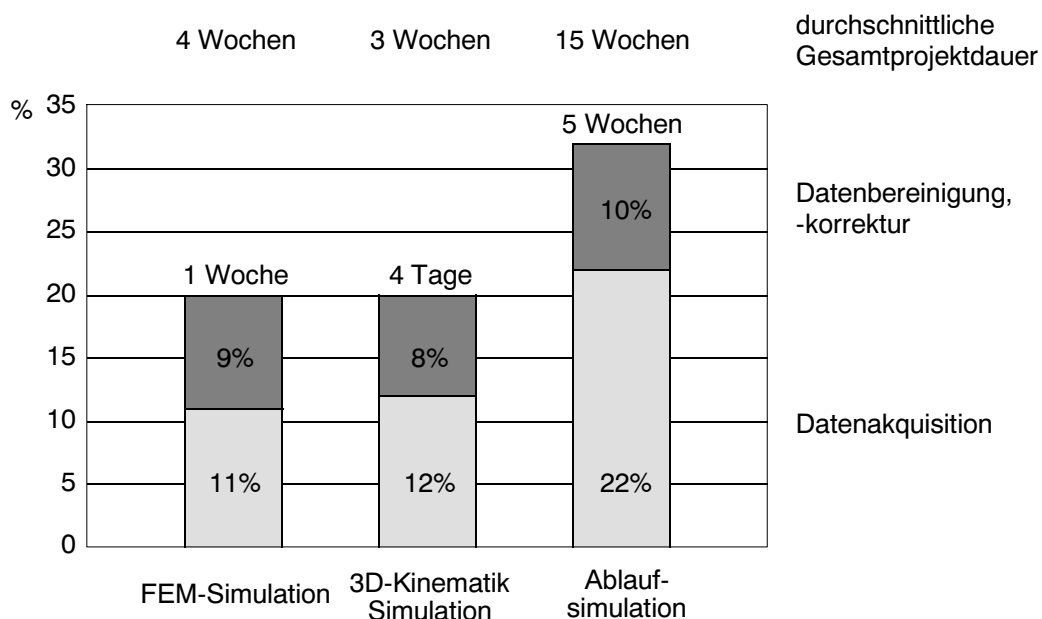 4 Wochen 3 Wochen 15 Wochen durchschnittliche
Gesamtprojektdauer
% 35
5 Wochen
30
Datenbereinigung,
10%
-korrektur
25
1 Woche 4 Tage
20
9% 8%
15
10
Datenakquisition
11% 12% 22%
5
0
FEM-Simulation 3D-Kinematik Ablauf-
Simulation simulation